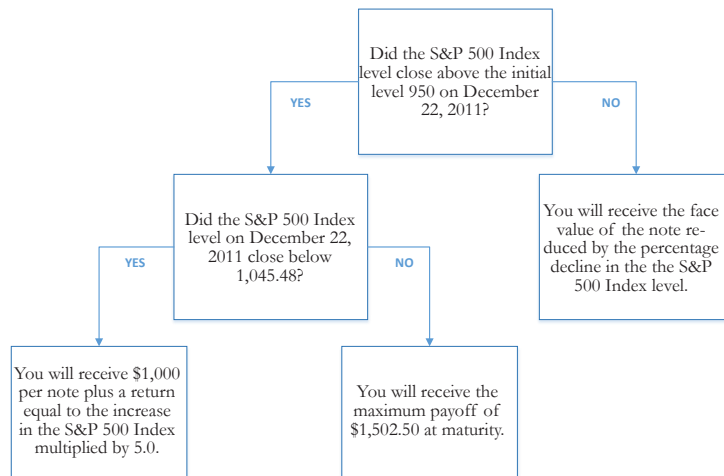 Did the S&P 500 Index
level close above the initial
level 950 on December
22, 2011?
YES
NO
Did the S&P 500 Index
level on December 22,
2011 close below
1,045.48?
You will receive the face
value of the note re-
duced by the percentage
decline in the the S&P
500 Index level.
YES
NO
You will receive $1,000
per note plus a return
equal to the increase
in the S&P 500 Index
multiplied by 5.0.
You will receive the
maximum payoff of
$1,502.50 at maturity.